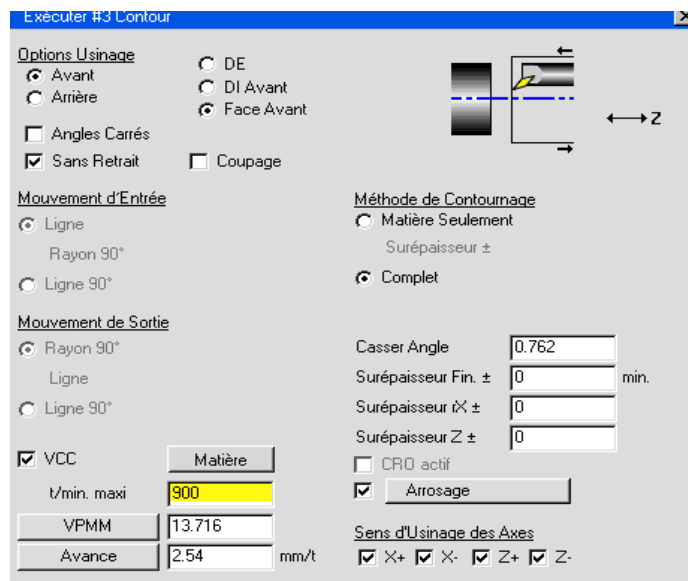 Exécuter #3 Contour
Options Usinage
Avant
Arrière
DE
DI Avant
Face Avant
Angles Carrés
Sans Retrait
Coupage
Z
Mouvement d'Entrée
Ligne
Rayon 90°
Ligne 90°
Méthode de Contournage
Matière Seulement
Surépaisseur ±
Complet
Mouvement de Sortie
Rayon 90°
Ligne
Ligne 90°
Casser Angle 0.762
Surépaisseur Fin. ± 0 min.
Surépaisseur rX ± 0
Surépaisseur Z ± 0
VCC Matière
CRO actif
t/min. maxi 900
Arrosage
VPMM 13.716
Avance 2.54 mm/t
Sens d'Usinage des Axes
X+ X- Z+ Z-